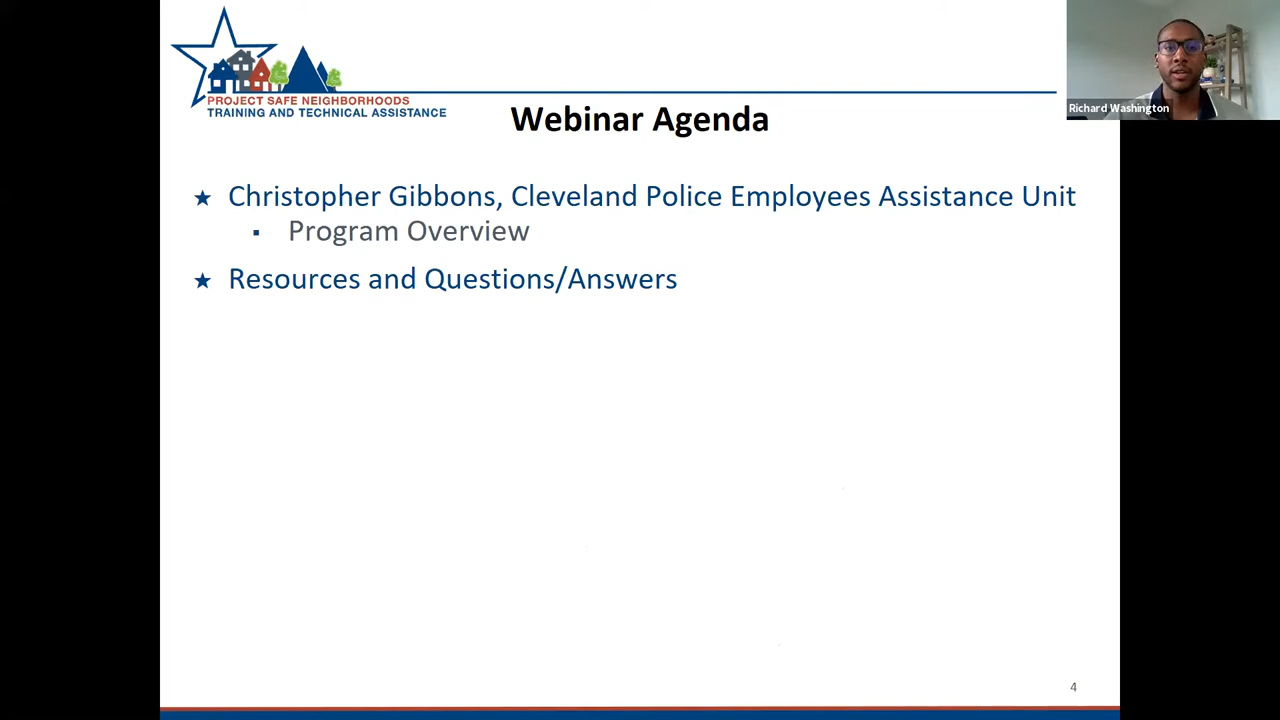 PROJECT SAFE NEIGHBORHOODS
TRAINING AND TECHNICAL ASSISTANCE
Richard Washington
Webinar Agenda
★ Christopher Gibbons, Cleveland Police Employees Assistance Unit
▪ Program Overview
★ Resources and Questions/Answers
4